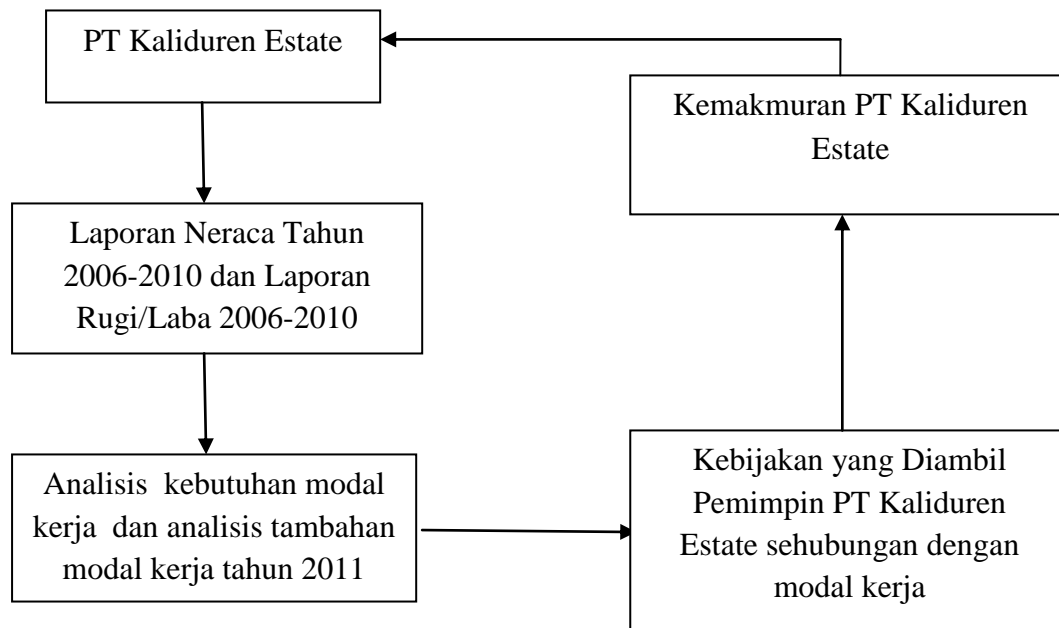 PT Kaliduren Estate
Laporan Neraca Tahun
2006-2010 dan Laporan
Rugi/Laba 2006-2010
Analisis kebutuhan modal
kerja dan analisis tambahan
modal kerja tahun 2011
Kebijakan yang Diambil
Pemimpin PT Kaliduren
Estate sehubungan dengan
modal kerja
Kemakmuran PT Kaliduren
Estate